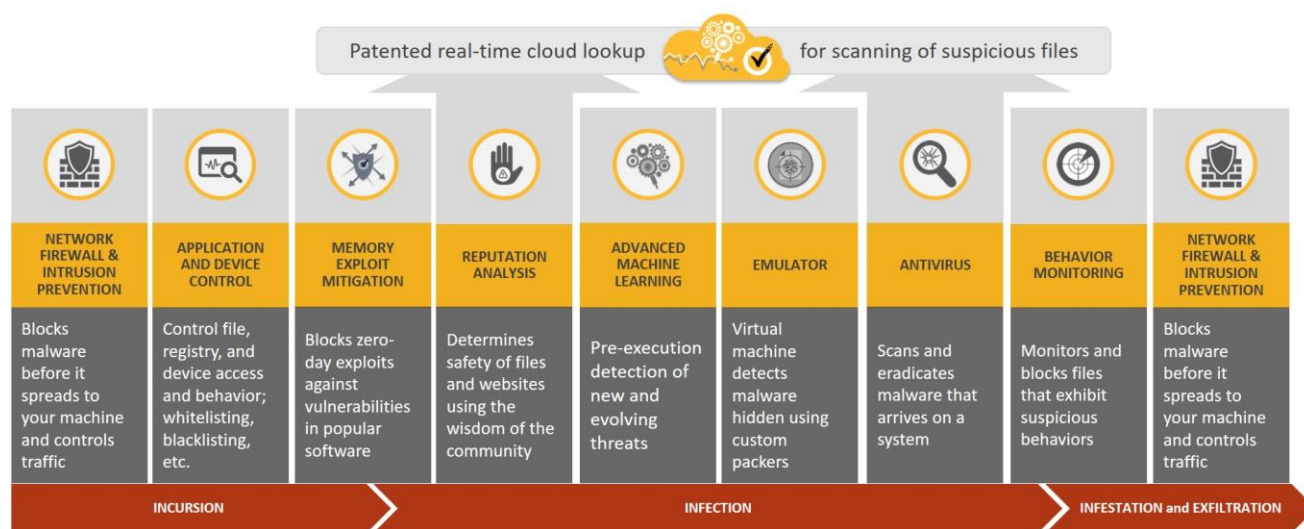 Patented real-time cloud lookup for scanning of suspicious files
NETWORK
FIREWALL &
INTRUSION
PREVENTION
Blocks
malware
before it
spreads to
your machine
and controls
traffic
APPLICATION
AND DEVICE
CONTROL
Control file,
registry, and
device access
and behavior;
whitelisting,
blacklisting,
etc.
MEMORY
EXPLOIT
MITIGATION
Blocks zero-
day exploits
against
vulnerabilities
in popular
software
REPUTATION
ANALYSIS
Determines
safety of files
and websites
using the
wisdom of the
community
ADVANCED
MACHINE
LEARNING
Pre-execution
detection of
new and
evolving
threats
EMULATOR
Virtual
machine
detects
malware
hidden using
custom
packers
ANTIVIRUS
Scans and
eradicates
malware that
arrives on a
system
BEHAVIOR
MONITORING
Monitors and
blocks files
that exhibit
suspicious
behaviors
NETWORK
FIREWALL &
INTRUSION
PREVENTION
Blocks
malware
before it
spreads to
your machine
and controls
traffic
INCURSION
INFECTION
INFESTATION and EXFILTRATION